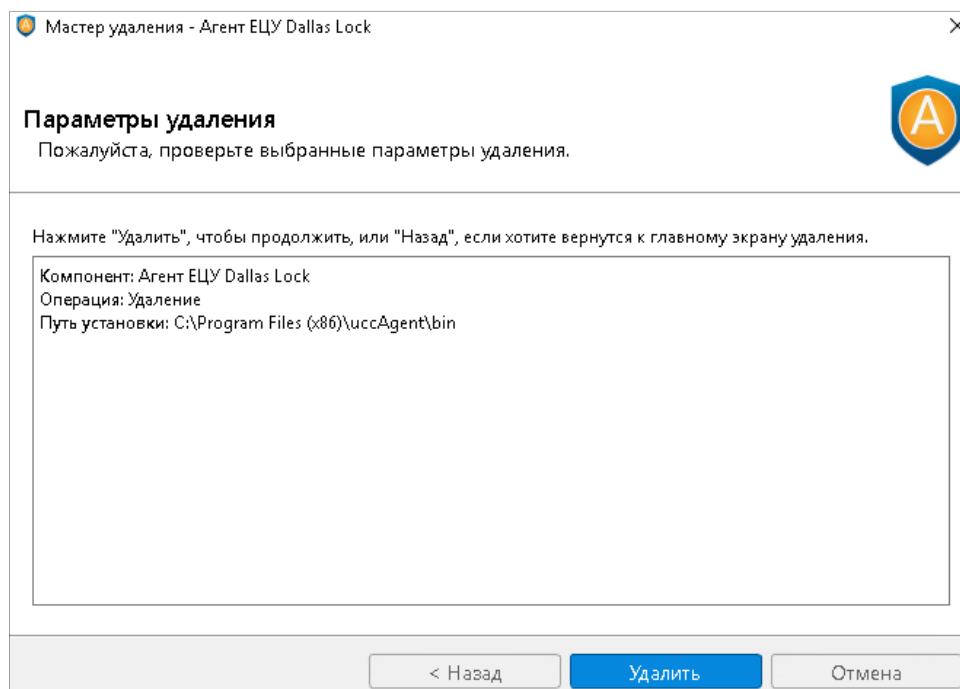 Мастер удаления - Агент ЕЦУ Dallas Lock
Параметры удаления
Пожалуйста, проверьте выбранные параметры удаления.
A
Нажмите "Удалить", чтобы продолжить, или "Назад", если хотите вернутся к главному экрану удаления.
Компонент: Агент ЕЦУ Dallas Lock
Операция: Удаление
Путь установки: C:\Program Files (x86)\uccAgent\bin
< Назад
Удалить
Отмена